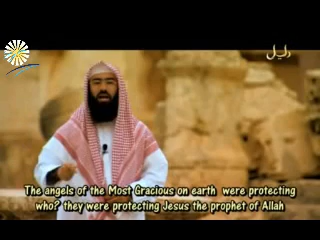 دليل
The angels of the Most Gracious on earth were protecting
who? they were protecting Jesus the prophet of Allah